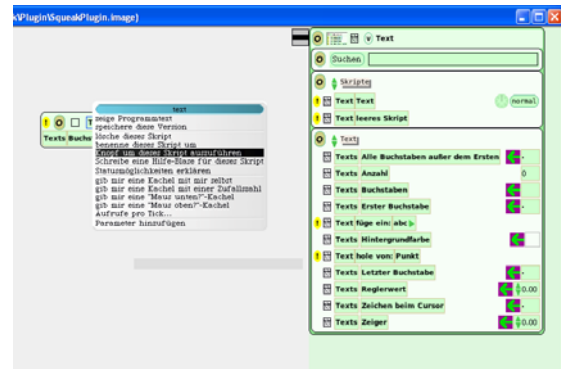 k\Plugin\SqueakPlugin.image)
Text
Suchen
Skripte
Text Text
normal
Text leeres Skript
Text
Texts Alle Buchstaben außer dem Ersten
Texts Anzahl 0
Texts Buchstaben
Texts Erster Buchstabe
Text füge ein: abc
Texts Hintergrundfarbe
Text hole von: Punkt
Texts Letzter Buchstabe
Texts Reglerwert 0.00
Texts Zeichen beim Cursor
Texts Zeiger 0.00
Texts Buchs
text
zeige Programmtext
speichere diese Version
lösche dieses Skript
benenne dieses Skript um
Knopf um dieses Skript auszuführen
Schreibe eine Hilfe-Blase für dieses Skript
Statusmöglichkeiten erklären
gib mir eine Kachel mit mir selbst
gib mir eine Kachel mit einer Zufallszahl
gib mir eine "Maus unten?"-Kachel
gib mir eine "Maus oben?"-Kachel
Aufrufe pro Tick...
Parameter hinzufügen